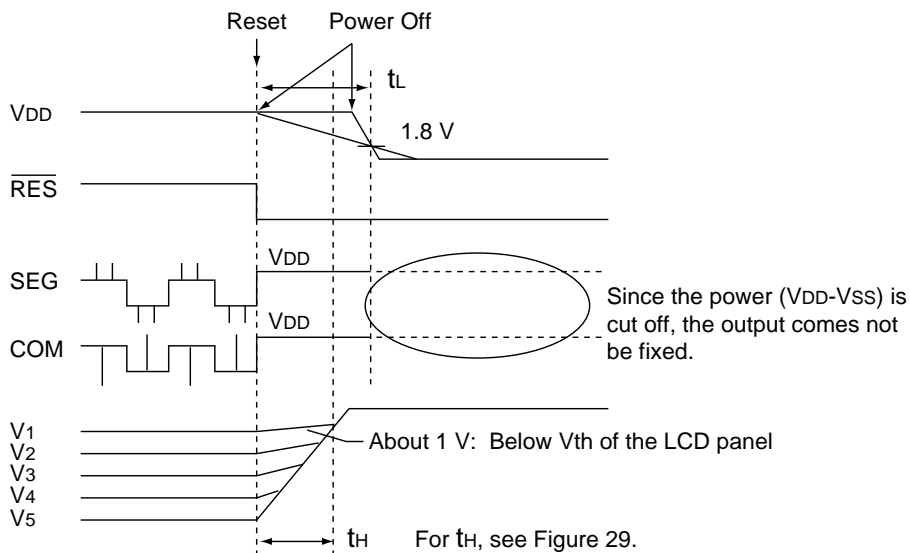 Reset Power Off
tL
VDD
1.8 V
RES
VDD
SEG
Since the power (VDD-VSS) is
cut off, the output comes not
be fixed.
VDD
COM
V1
About 1 V: Below Vth of the LCD panel
V2
V3
V4
V5
tH For tH, see Figure 29.